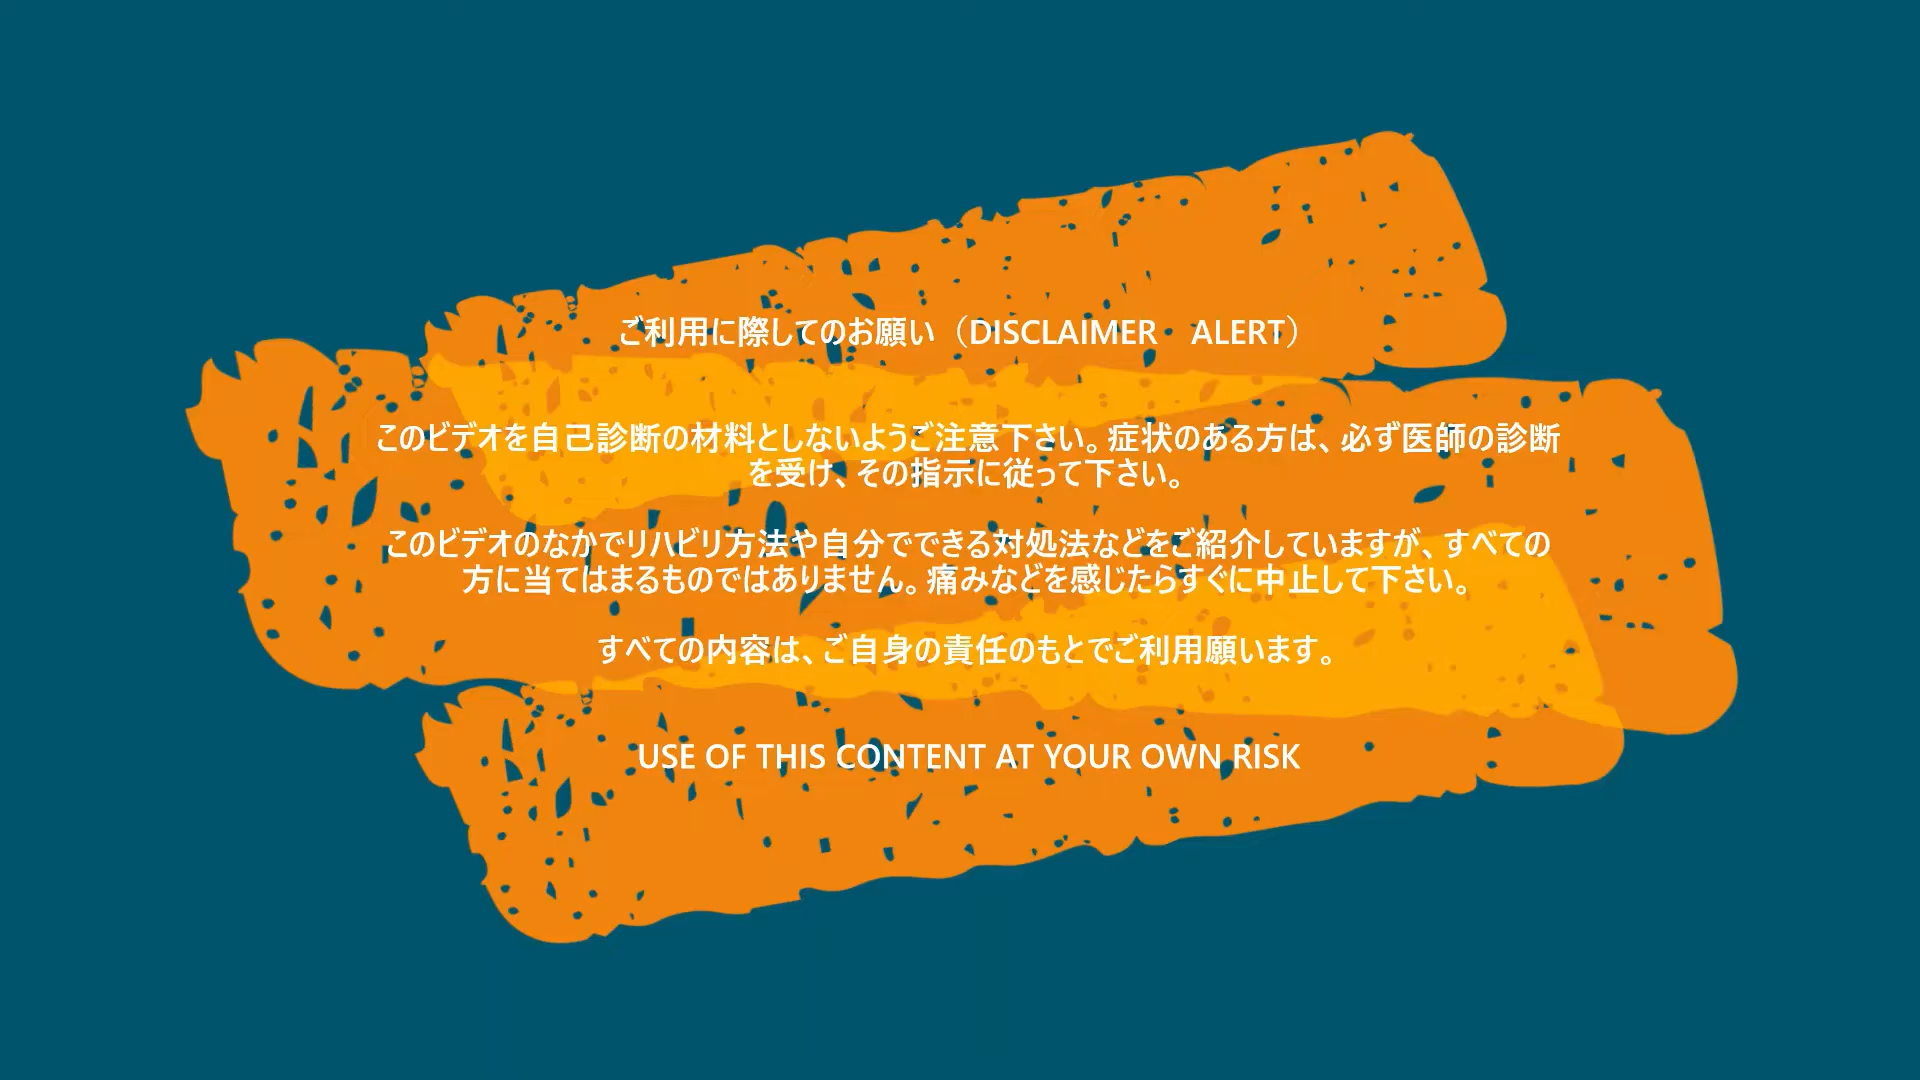 ご利用に際してのお願い（DISCLAIMER　ALERT）
このビデオを自己診断の材料としないようご注意下さい。症状のある方は、必ず医師の診断
を受け、その指示に従って下さい。
このビデオのなかでリハビリ方法や自分でできる対処法などをご紹介していますが、すべての
方に当てはまるものではありません。痛みなどを感じたらすぐに中止して下さい。
すべての内容は、ご自身の責任のもとでご利用願います。
USE OF THIS CONTENT AT YOUR OWN RISK